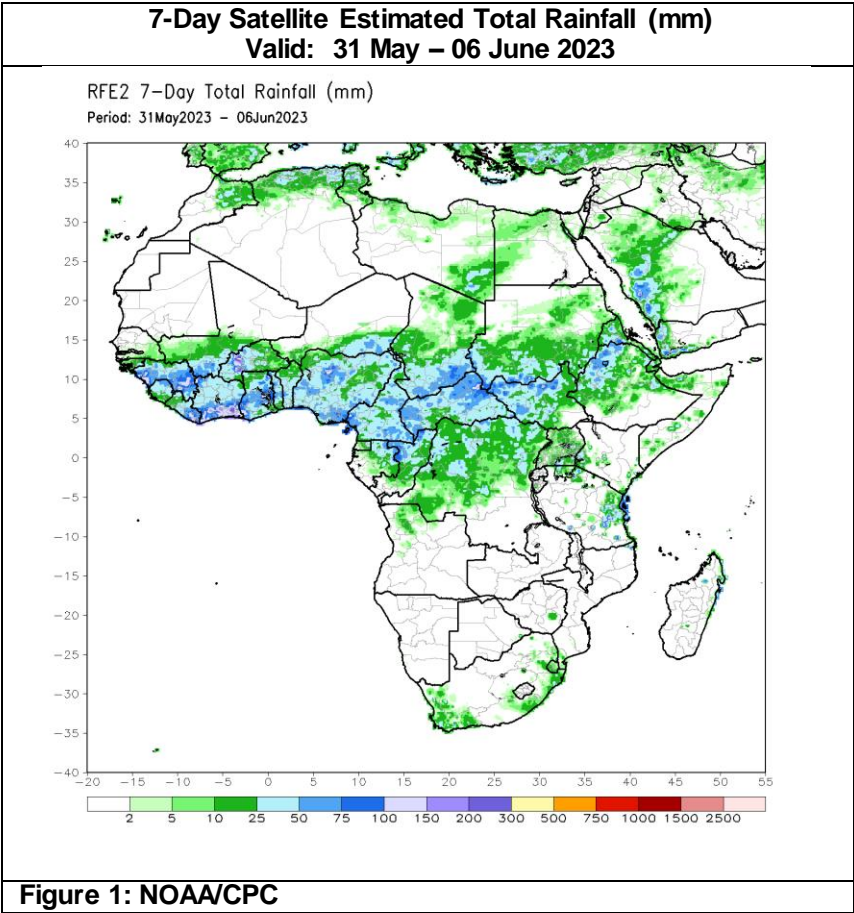 7-Day Satellite Estimated Total Rainfall (mm)
Valid: 31 May – 06 June 2023
RFE2 7-Day Total Rainfall (mm)
Period: 31May2023 - 06Jun2023
40
35
30
25
20
15
10
5
0
-5
-10
-15
-20
-25
-30
-35
-40
-20 -15 -10 -5 0 5 10 15 20 25 30 35 40 45 50 55
2 5 10 25 50 75 100 150 200 300 500 750 1000 1500 2500
Figure 1: NOAA/CPC